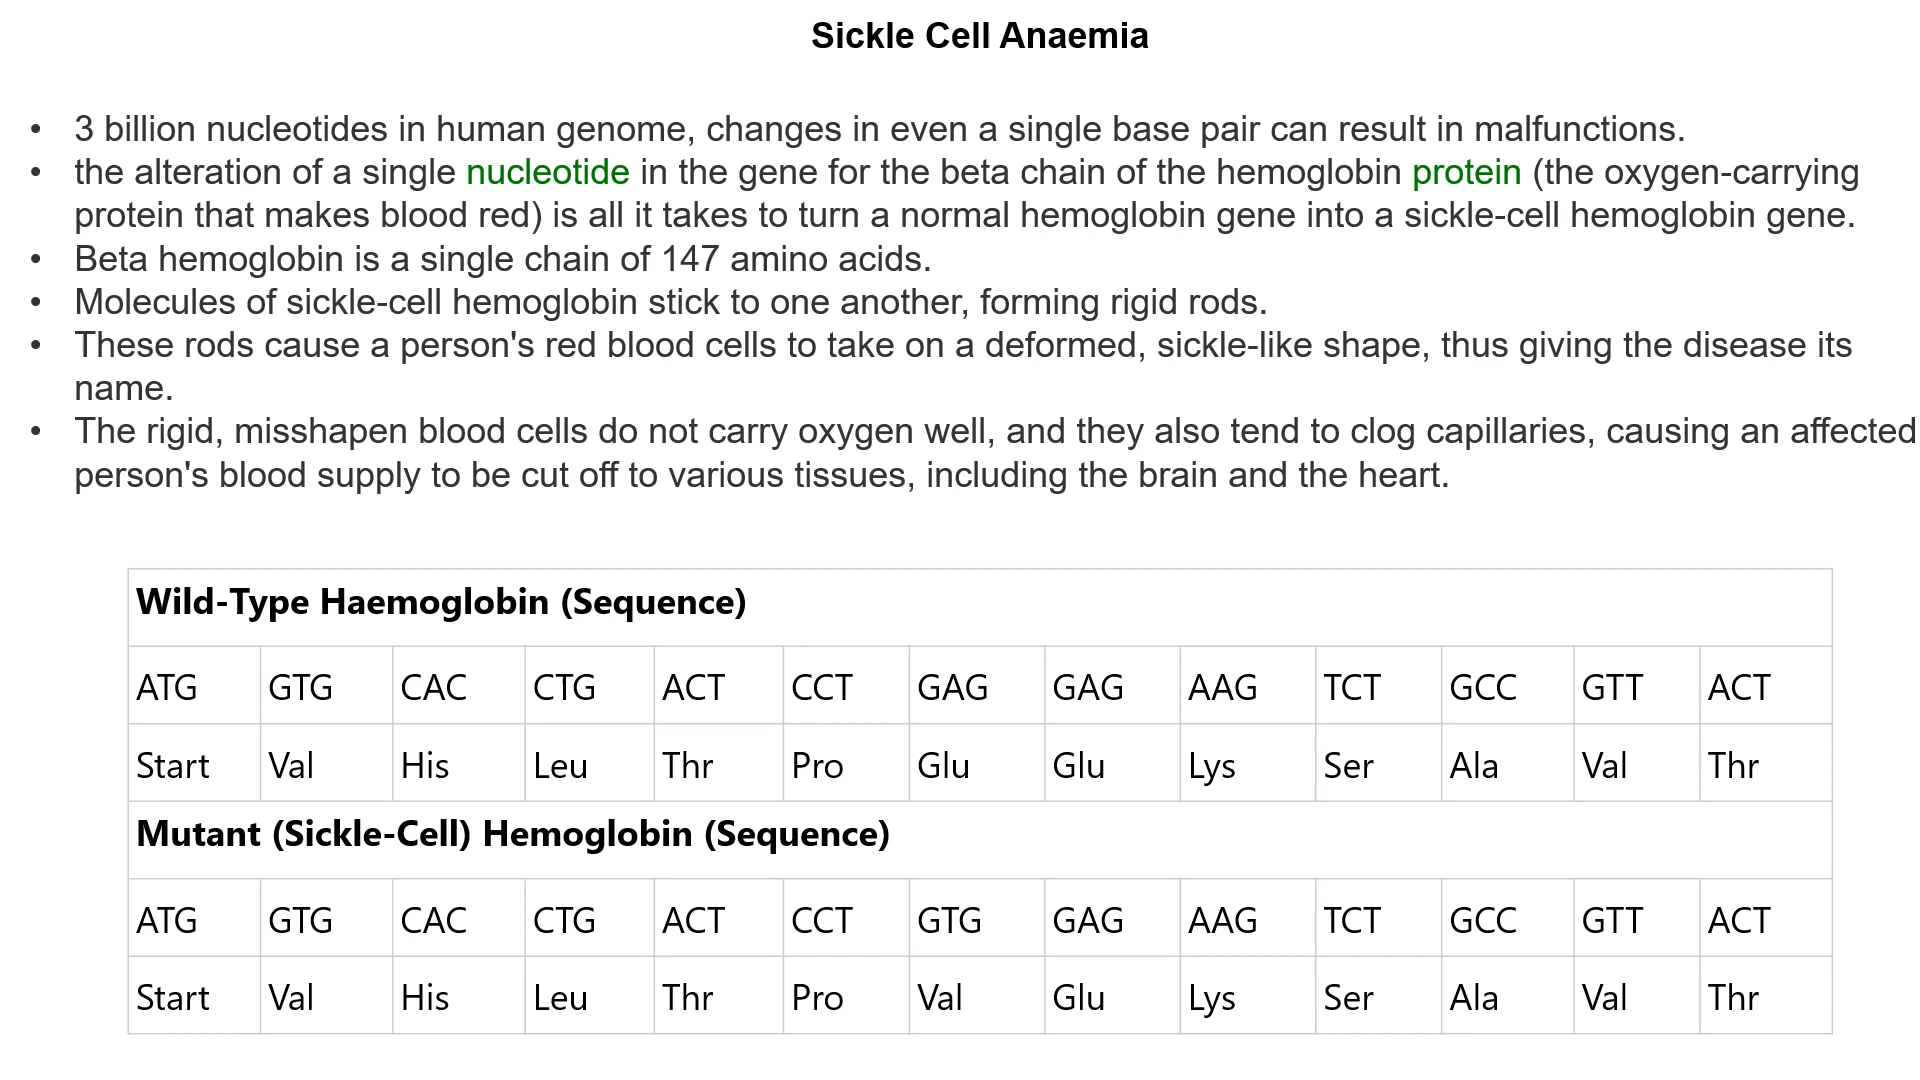 Sickle Cell Anaemia
• 3 billion nucleotides in human genome, changes in even a single base pair can result in malfunctions.
• the alteration of a single nucleotide in the gene for the beta chain of the hemoglobin protein (the oxygen-carrying
protein that makes blood red) is all it takes to turn a normal hemoglobin gene into a sickle-cell hemoglobin gene.
• Beta hemoglobin is a single chain of 147 amino acids.
• Molecules of sickle-cell hemoglobin stick to one another, forming rigid rods.
• These rods cause a person's red blood cells to take on a deformed, sickle-like shape, thus giving the disease its
name.
• The rigid, misshapen blood cells do not carry oxygen well, and they also tend to clog capillaries, causing an affected
person's blood supply to be cut off to various tissues, including the brain and the heart.
Wild-Type Haemoglobin (Sequence)
ATG GTG CAC CTG ACT CCT GAG GAG AAG TCT GCC GTT ACT
Start Val His Leu Thr Pro Glu Glu Lys Ser Ala Val Thr
Mutant (Sickle-Cell) Hemoglobin (Sequence)
ATG GTG CAC CTG ACT CCT GTG GAG AAG TCT GCC GTT ACT
Start Val His Leu Thr Pro Val Glu Lys Ser Ala Val Thr